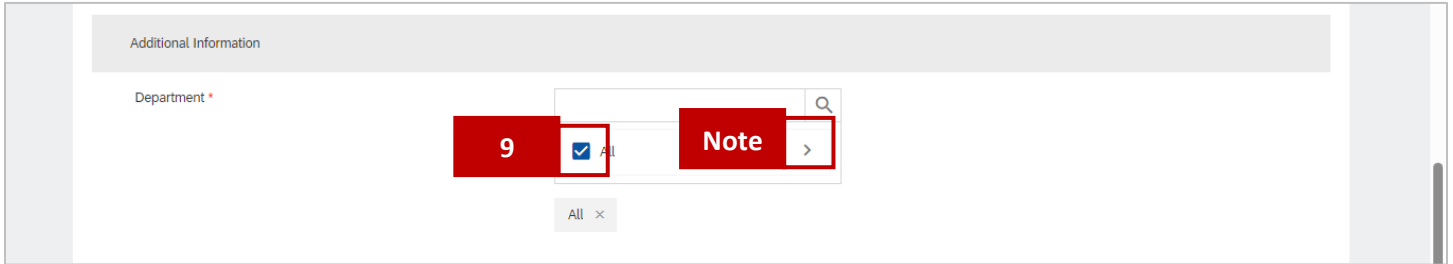 Additional Information
Department *
9
All
Note
All ×